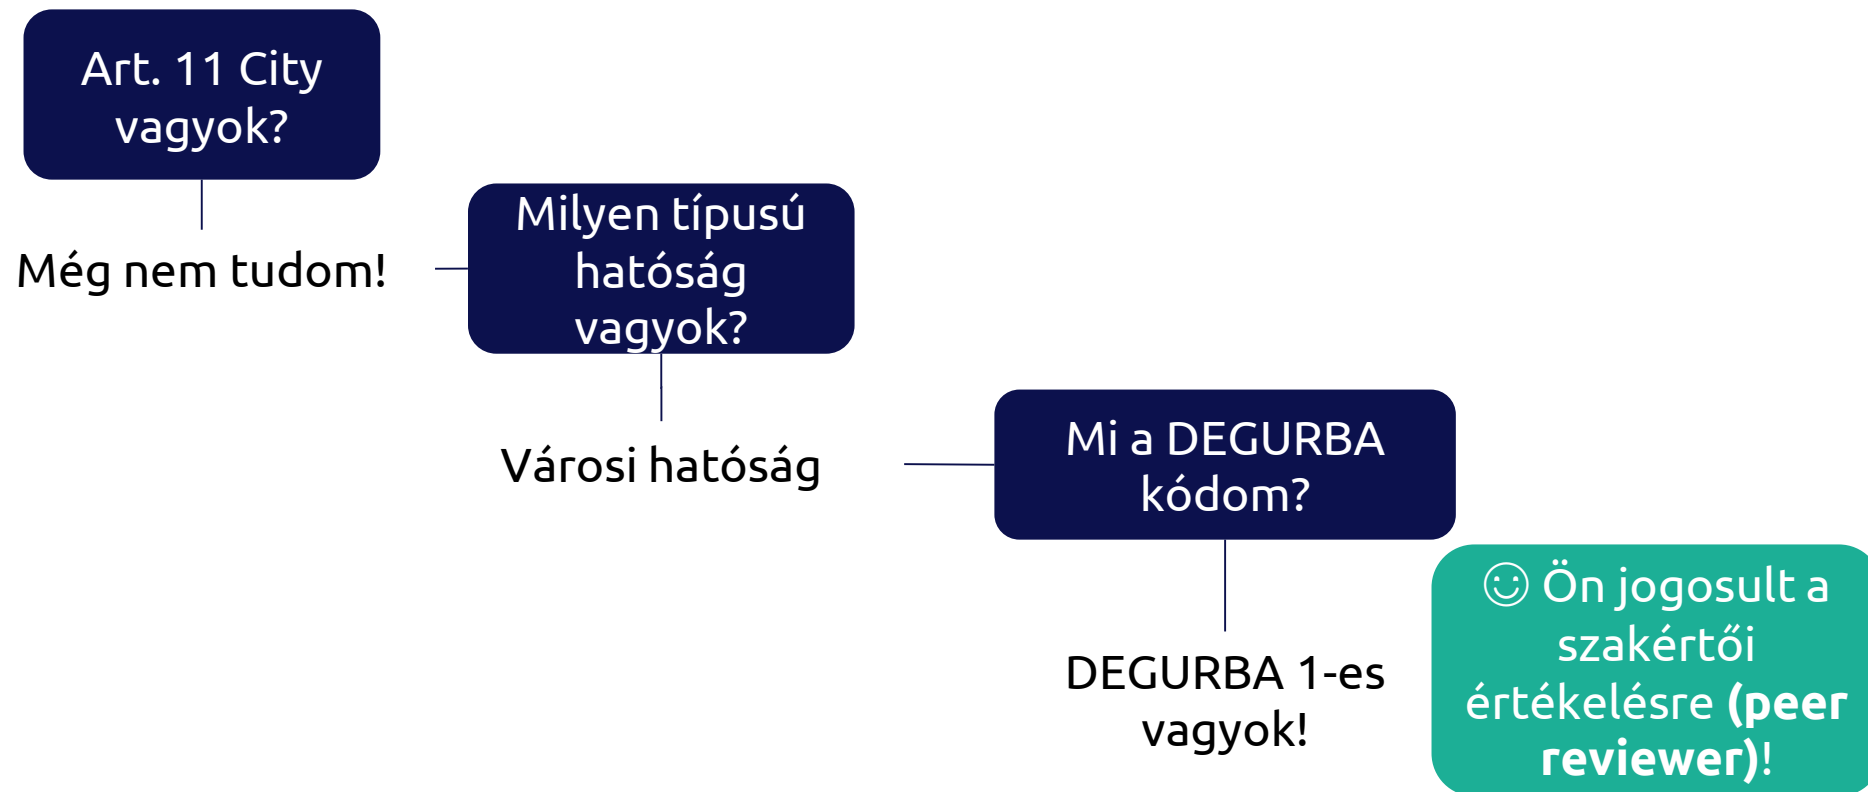 Art. 11 City
vagyok?
Még nem tudom!
Milyen típusú
hatóság
vagyok?
Városi hatóság
Mi a DEGURBA
kódom?
DEGURBA 1-es
vagyok!
☺ Ön jogosult a
szakértői
értékelésre (peer
reviewer)!